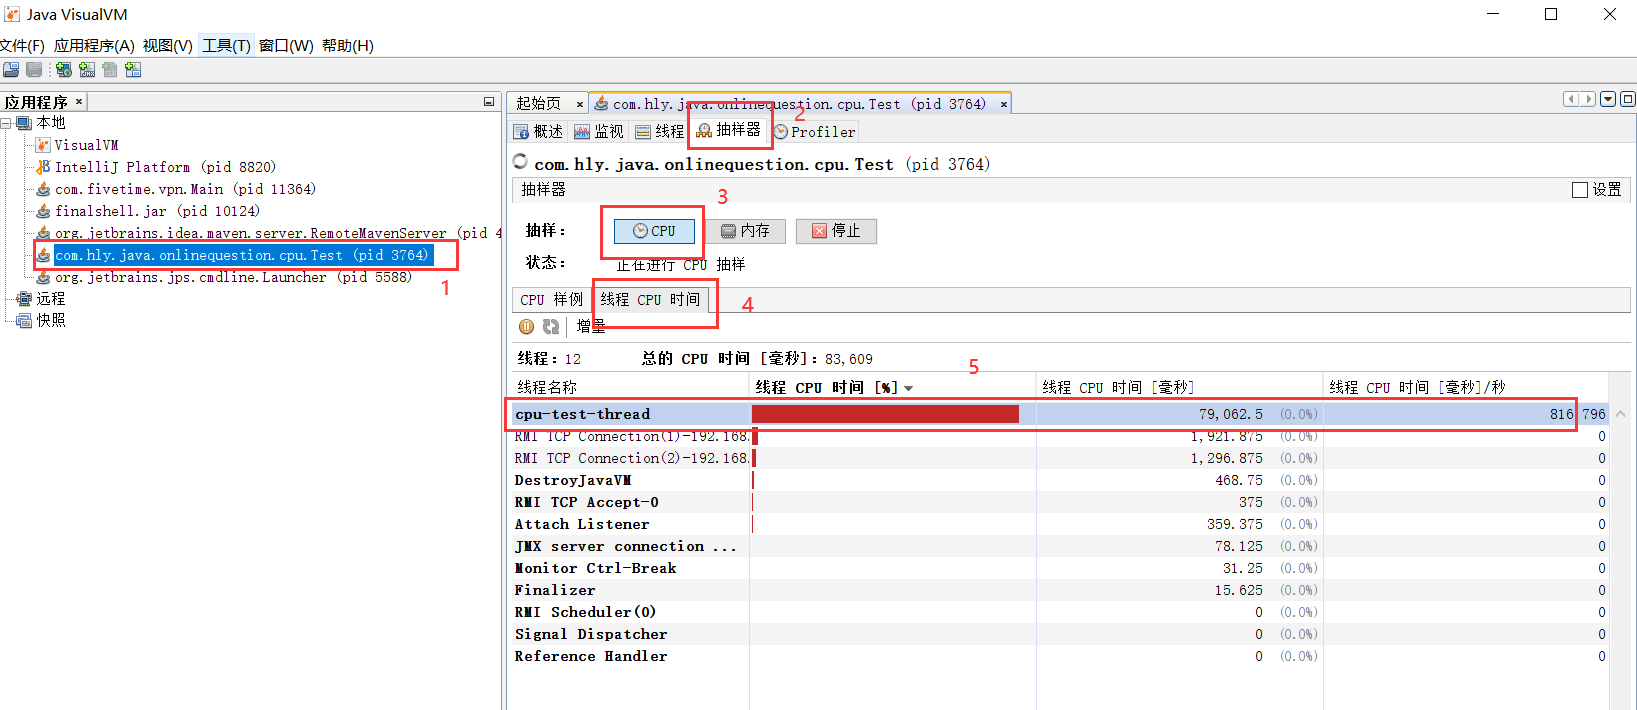 Java VisualVM
文件(F) 应用程序(A) 视图(V) 工具(T) 窗口(W) 帮助(H)
应用程序 ×
本地
VisualVM
IntelliJ Platform (pid 8820)
com.fivetime.vpn.Main (pid 11364)
finalshell.jar (pid 10124)
org.jetbrains.idea.maven.server.RemoteMavenServer (pid 4
com.hly.java.onlinequestion.cpu.Test (pid 3764)
1
org.jetbrains.jps.cmdline.Launcher (pid 5588)
远程
快照
起始页 × com.hly.java.onlinequestion.cpu.Test (pid 3764) ×
2
概述 监视 线程 抽样器 Profiler
com.hly.java.onlinequestion.cpu.Test (pid 3764)
抽样器 设置
3
抽样： CPU 内存 停止
状态： 正在进行 CPU 抽样
CPU 样例 线程 CPU 时间
4
增量
线程：12 总的 CPU 时间 [毫秒]：83,609
5
线程名称 线程 CPU 时间 [%] 线程 CPU 时间 [毫秒] 线程 CPU 时间 [毫秒]/秒
cpu-test-thread 79,062.5 (0.0%) 816 796
RMI TCP Connection(1)-192.168. 1,921.875 (0.0%) 0
RMI TCP Connection(2)-192.168. 1,296.875 (0.0%) 0
DestroyJavaVM 468.75 (0.0%) 0
RMI TCP Accept-0 375 (0.0%) 0
Attach Listener 359.375 (0.0%) 0
JMX server connection ... 78.125 (0.0%) 0
Monitor Ctrl-Break 31.25 (0.0%) 0
Finalizer 15.625 (0.0%) 0
RMI Scheduler(0) 0 (0.0%) 0
Signal Dispatcher 0 (0.0%) 0
Reference Handler 0 (0.0%) 0